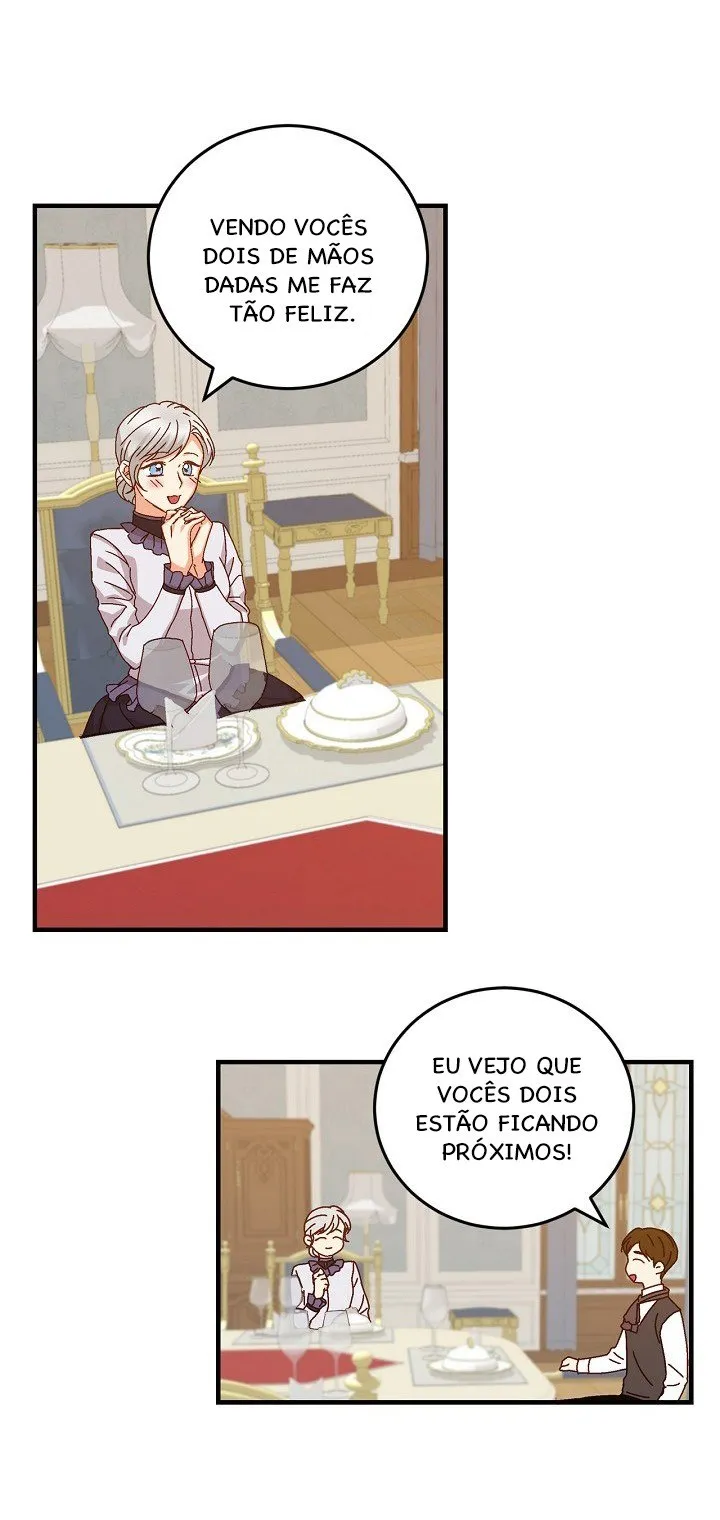 VENDO VOCÊS
DOIS DE MÃOS
DADAS ME FAZ
TÃO FELIZ.
EU VEJO QUE
VOCÊS DOIS
ESTÃO FICANDO
PRÓXIMOS!